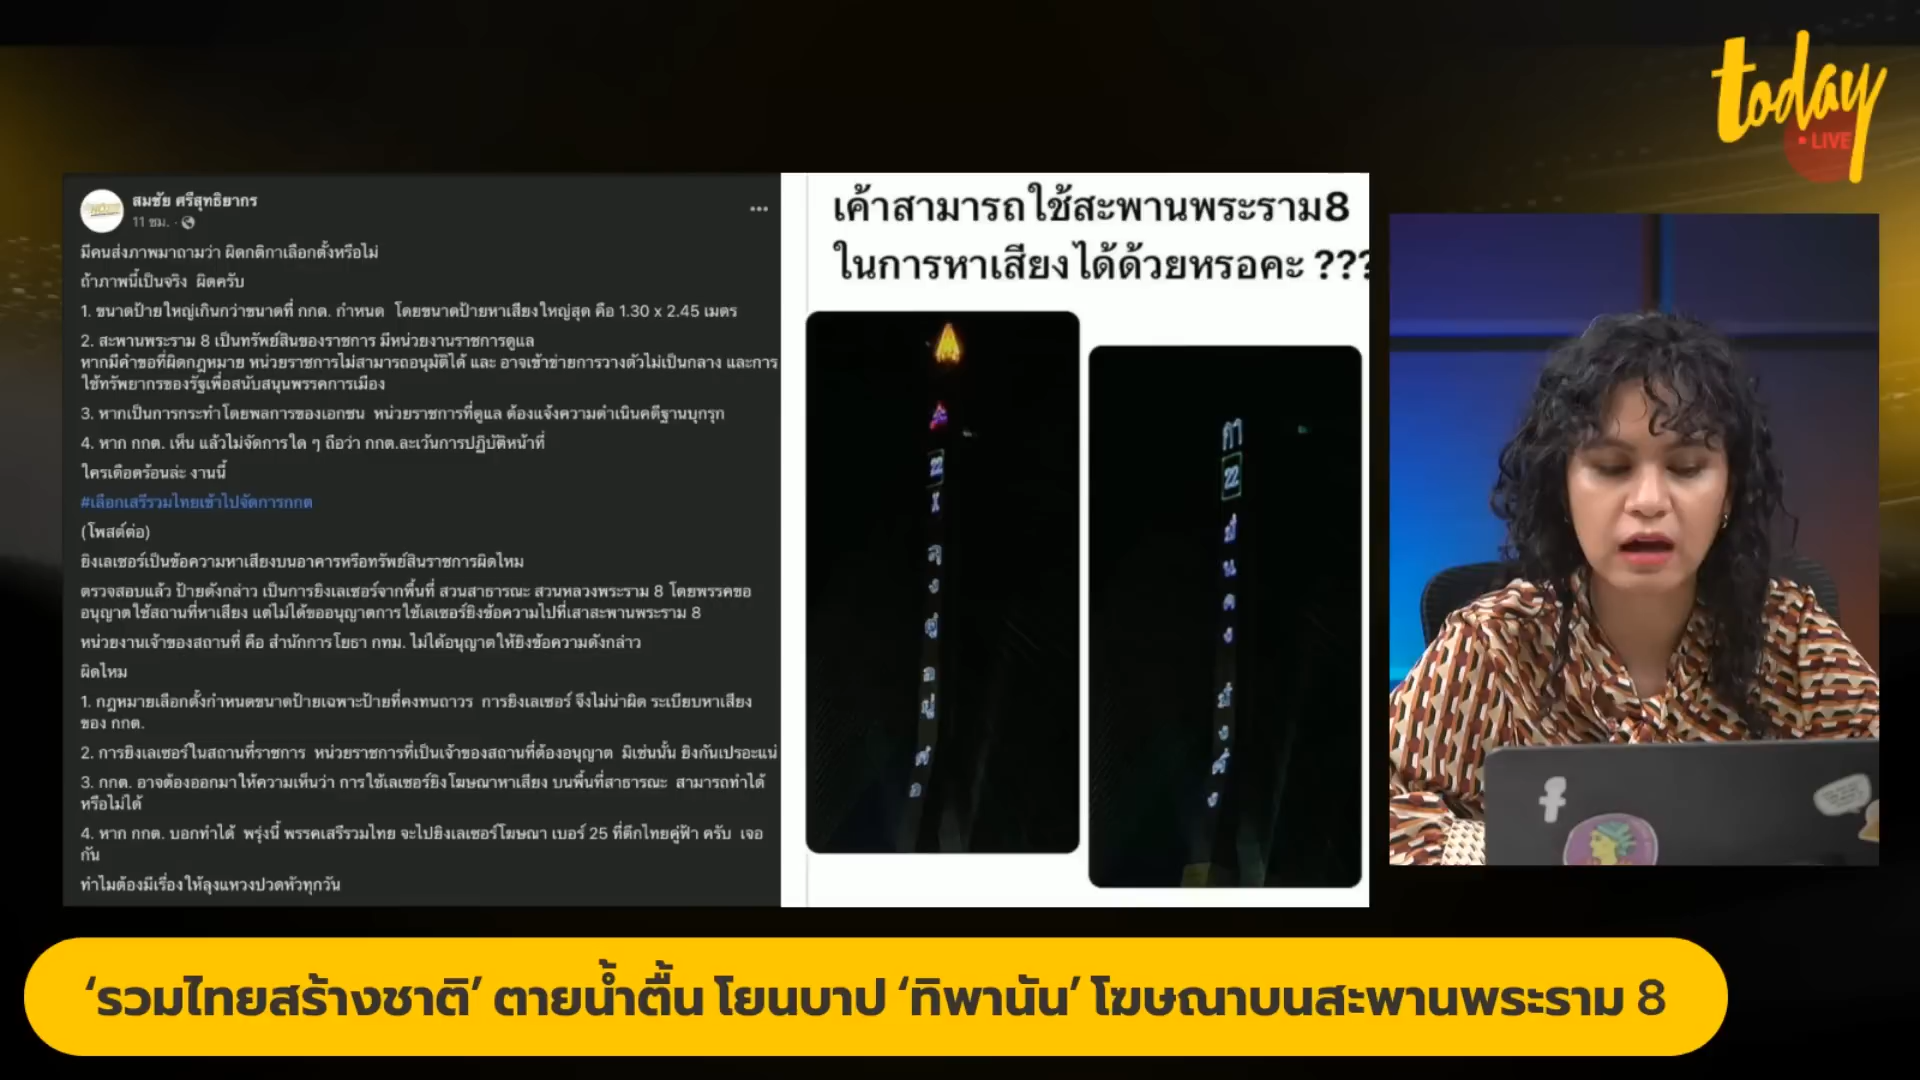 today
• LIVE
สมชัย ศรีสุทธิยากร
11 ชม. ·
มีคนส่งภาพมาถามว่า ผิดกติกาเลือกตั้งหรือไม่
ถ้าภาพนี้เป็นจริง ผิดครับ
1. ขนาดป้ายใหญ่เกินกว่าขนาดที่ กกต. กำหนด โดยขนาดป้ายหาเสียงใหญ่สุด คือ 1.30 x 2.45 เมตร
2. สะพานพระราม 8 เป็นทรัพย์สินของราชการ มีหน่วยงานราชการดูแล
หากมีคำขอที่ผิดกฎหมาย หน่วยราชการไม่สามารถอนุมัติได้ และ อาจเข้าข่ายการวางตัวไม่เป็นกลาง และการ
ใช้ทรัพยากรของรัฐเพื่อสนับสนุนพรรคการเมือง
3. หากเป็นการกระทำโดยพลการของเอกชน หน่วยราชการที่ดูแล ต้องแจ้งความดำเนินคดีฐานบุกรุก
4. หาก กกต. เห็น แล้วไม่จัดการใด ๆ ถือว่า กกต.ละเว้นการปฏิบัติหน้าที่
ใครเดือดร้อนล่ะ งานนี้
#เลือกเสรีรวมไทยเข้าไปจัดการกกต
(โพสต์ต่อ)
ยิงเลเซอร์เป็นข้อความหาเสียงบนอาคารหรือทรัพย์สินราชการผิดไหม
ตรวจสอบแล้ว ป้ายดังกล่าว เป็นการยิงเลเซอร์จากพื้นที่ สวนสาธารณะ สวนหลวงพระราม 8 โดยพรรคขอ
อนุญาตใช้สถานที่หาเสียง แต่ไม่ได้ขออนุญาตการใช้เลเซอร์ยิงข้อความไปที่เสาสะพานพระราม 8
หน่วยงานเจ้าของสถานที่ คือ สำนักการโยธา กทม. ไม่ได้อนุญาตให้ยิงข้อความดังกล่าว
ผิดไหม
1. กฎหมายเลือกตั้งกำหนดขนาดป้ายเฉพาะป้ายที่คงทนถาวร การยิงเลเซอร์ จึงไม่น่าผิด ระเบียบหาเสียง
ของ กกต.
2. การยิงเลเซอร์ในสถานที่ราชการ หน่วยราชการที่เป็นเจ้าของสถานที่ต้องอนุญาต มิเช่นนั้น ยิงกันเปรอะแน่
3. กกต. อาจต้องออกมาให้ความเห็นว่า การใช้เลเซอร์ยิงโฆษณาหาเสียง บนพื้นที่สาธารณะ สามารถทำได้
หรือไม่ได้
4. หาก กกต. บอกทำได้ พรุ่งนี้ พรรคเสรีรวมไทย จะไปยิงเลเซอร์โฆษณา เบอร์ 25 ที่ตึกไทยคู่ฟ้า ครับ เจอ
กัน
ทำไมต้องมีเรื่องให้ลุงแหวงปวดหัวทุกวัน
เค้าสามารถใช้สะพานพระราม8
ในการหาเสียงได้ด้วยหรอคะ ???
22
กา
22
‘รวมไทยสร้างชาติ’ ตายน้ำตื้น โยนบาป ‘ทิพานัน’ โฆษณาบนสะพานพระราม 8